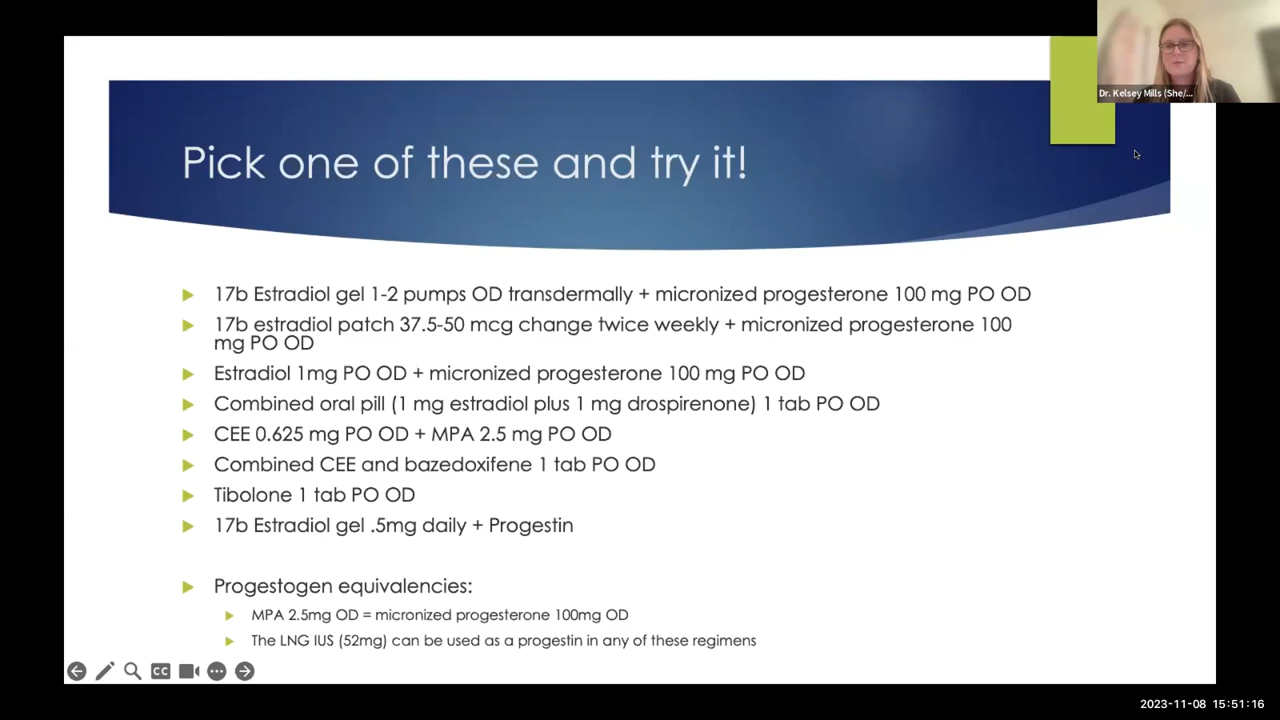 Dr. Kelsey Mills (She/...
Pick one of these and try it!
17b Estradiol gel 1-2 pumps OD transdermally + micronized progesterone 100 mg PO OD
17b estradiol patch 37.5-50 mcg change twice weekly + micronized progesterone 100
mg PO OD
Estradiol 1mg PO OD + micronized progesterone 100 mg PO OD
Combined oral pill (1 mg estradiol plus 1 mg drospirenone) 1 tab PO OD
CEE 0.625 mg PO OD + MPA 2.5 mg PO OD
Combined CEE and bazedoxifene 1 tab PO OD
Tibolone 1 tab PO OD
17b Estradiol gel .5mg daily + Progestin
Progestogen equivalencies:
MPA 2.5mg OD = micronized progesterone 100mg OD
The LNG IUS (52mg) can be used as a progestin in any of these regimens
CC
2023-11-08 15:51:16